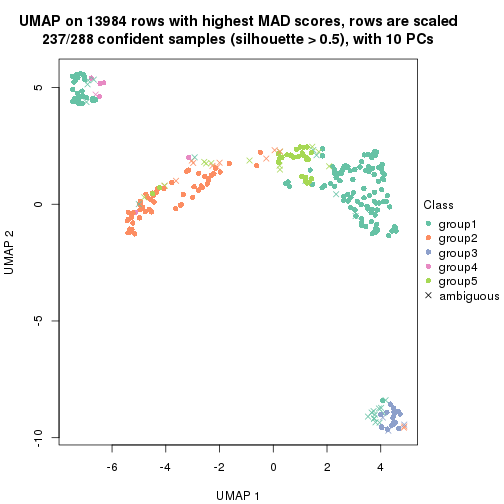 UMAP on 13984 rows with highest MAD scores, rows are scaled
237/288 confident samples (silhouette > 0.5), with 10 PCs
5
0
-5
-10
UMAP 2
-6
-4
-2
0
2
4
UMAP 1
Class
group1
group2
group3
group4
group5
ambiguous